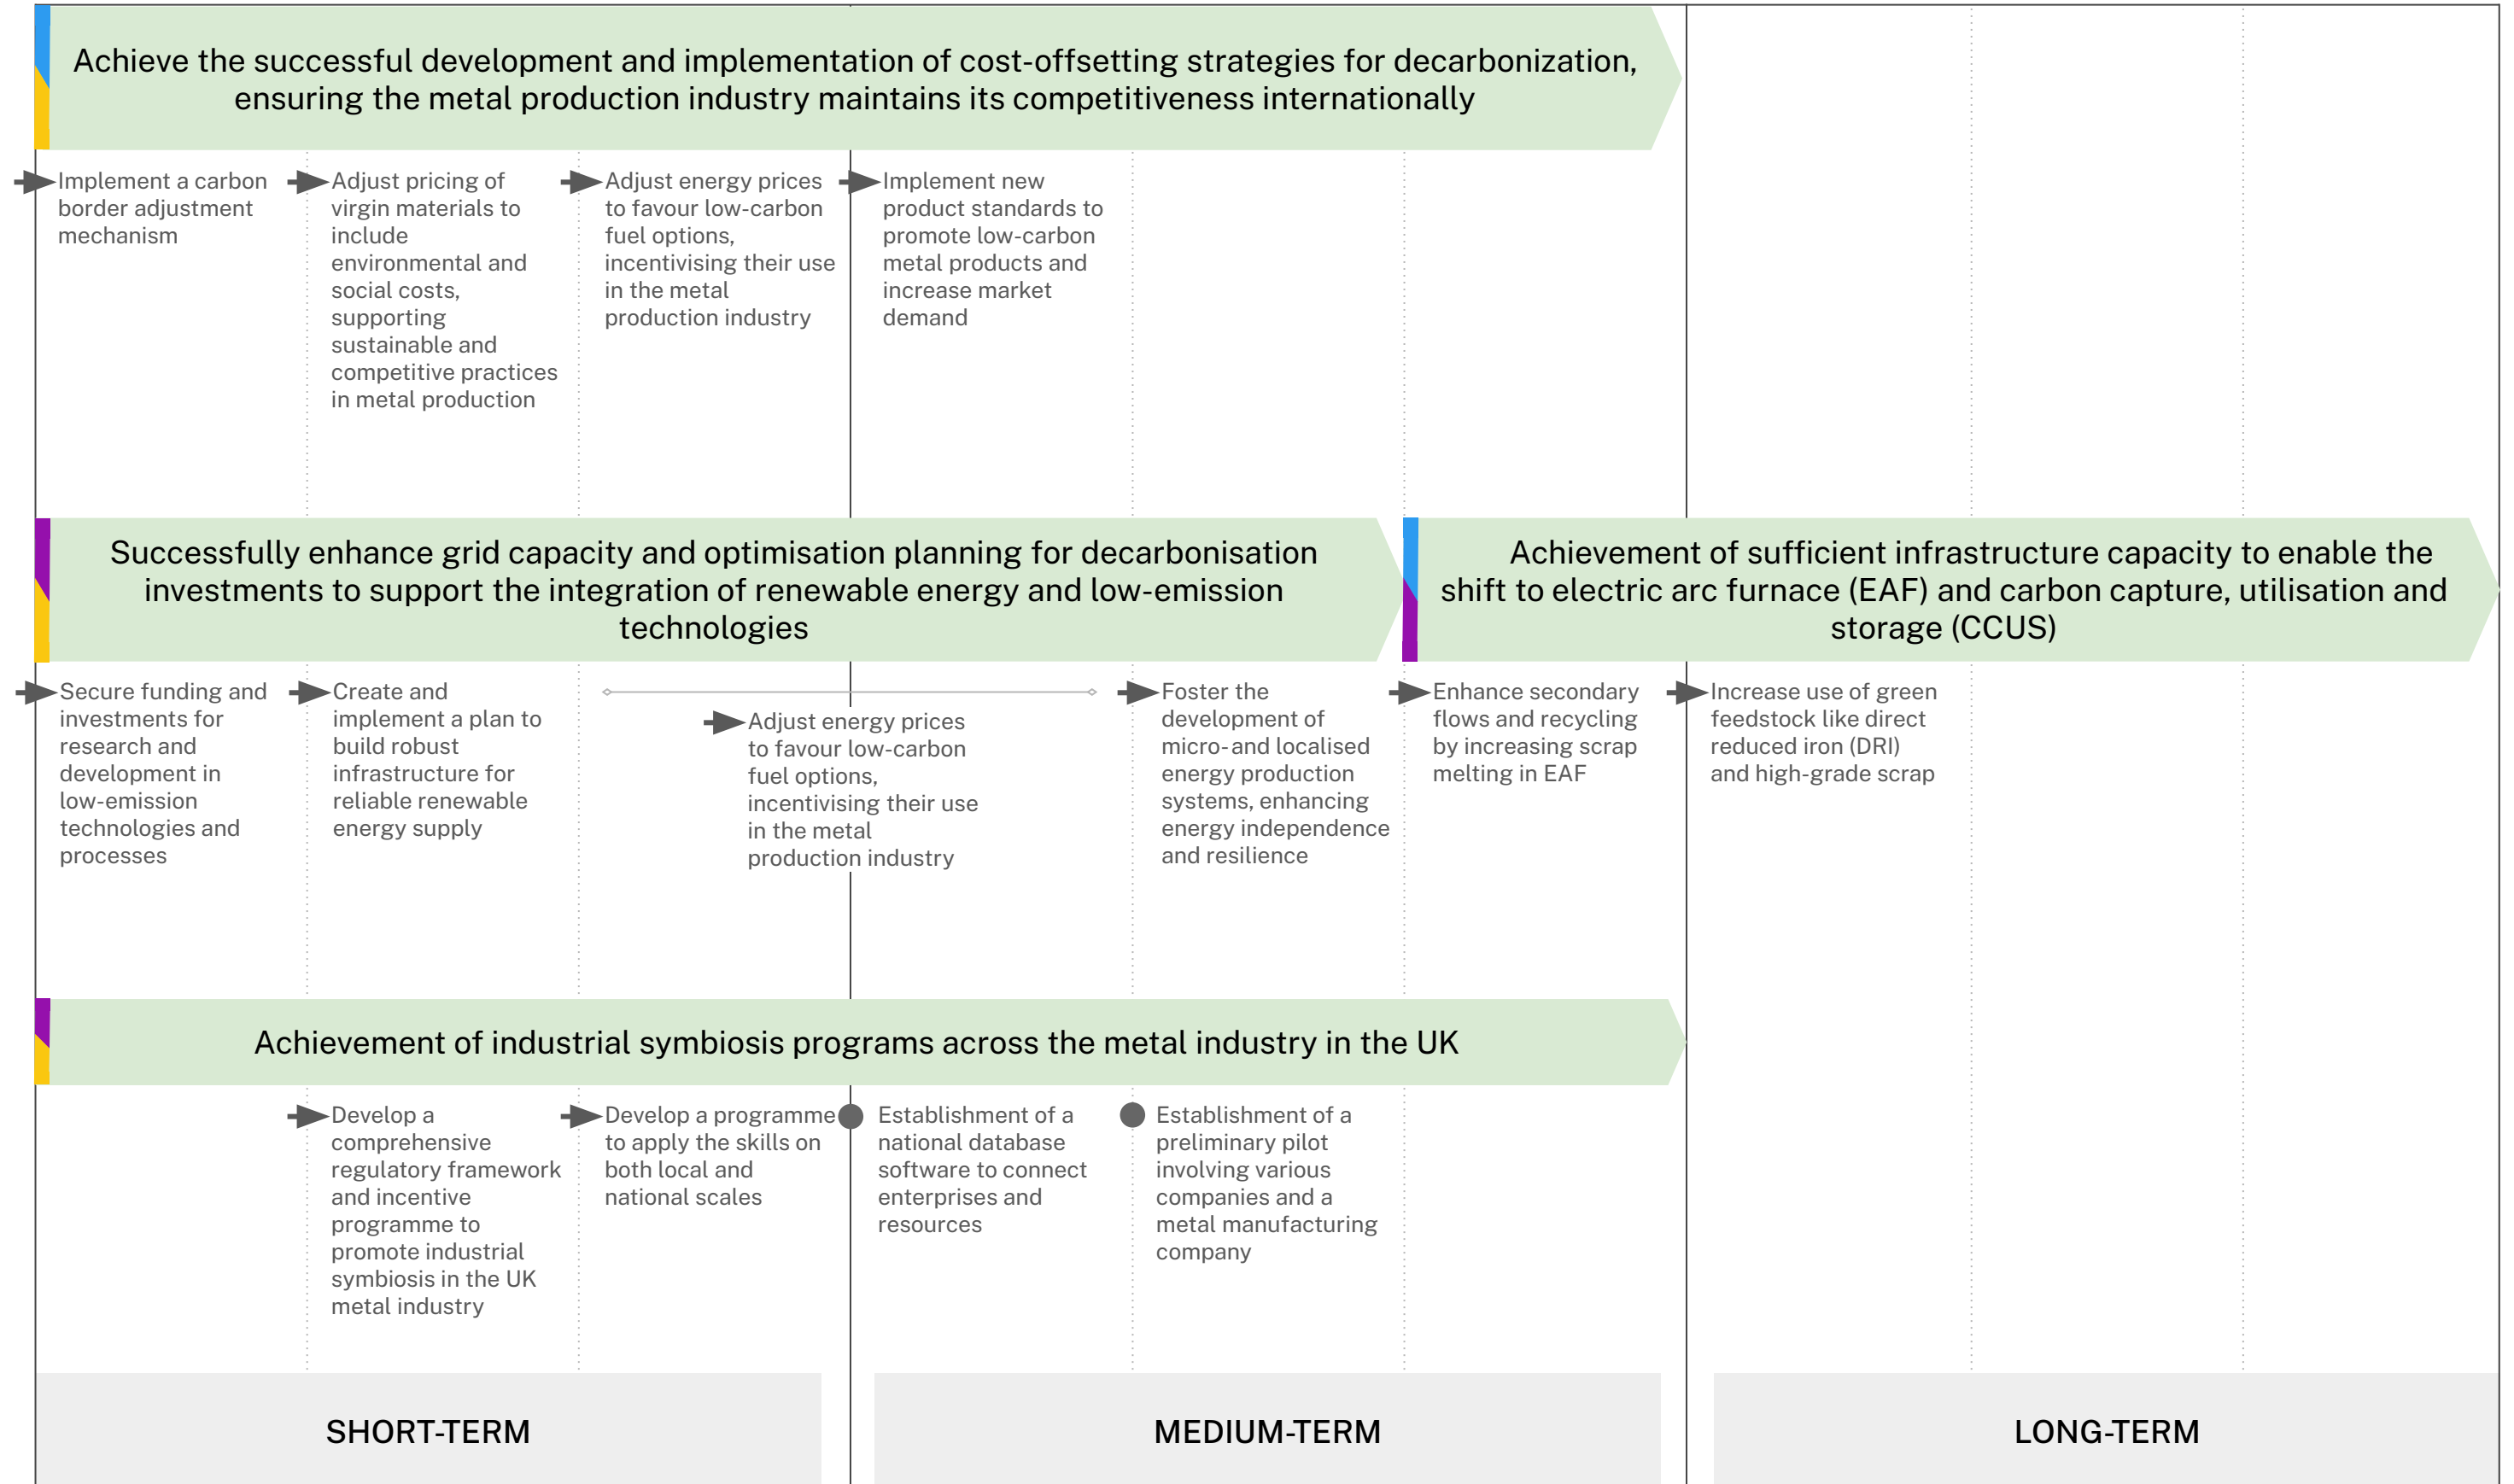 Achieve the successful development and implementation of cost-offsetting strategies for decarbonization,
ensuring the metal production industry maintains its competitiveness internationally
Implement a carbon
border adjustment
mechanism
Adjust pricing of
virgin materials to
include
environmental and
social costs,
supporting
sustainable and
competitive practices
in metal production
Adjust energy prices
to favour low-carbon
fuel options,
incentivising their use
in the metal
production industry
Implement new
product standards to
promote low-carbon
metal products and
increase market
demand
Successfully enhance grid capacity and optimisation planning for decarbonisation
investments to support the integration of renewable energy and low-emission
technologies
Achievement of sufficient infrastructure capacity to enable the
shift to electric arc furnace (EAF) and carbon capture, utilisation and
storage (CCUS)
Secure funding and
investments for
research and
development in
low-emission
technologies and
processes
Create and
implement a plan to
build robust
infrastructure for
reliable renewable
energy supply
Adjust energy prices
to favour low-carbon
fuel options,
incentivising their use
in the metal
production industry
Foster the
development of
micro-and localised
energy production
systems, enhancing
energy independence
and resilience
Enhance secondary
flows and recycling
by increasing scrap
melting in EAF
Increase use of green
feedstock like direct
reduced iron (DRI)
and high-grade scrap
Achievement of industrial symbiosis programs across the metal industry in the UK
Develop a
comprehensive
regulatory framework
and incentive
programme to
promote industrial
symbiosis in the UK
metal industry
Develop a programme
to apply the skills on
both local and
national scales
Establishment of a
national database
software to connect
enterprises and
resources
Establishment of a
preliminary pilot
involving various
companies and a
metal manufacturing
company
SHORT-TERM
MEDIUM-TERM
LONG-TERM